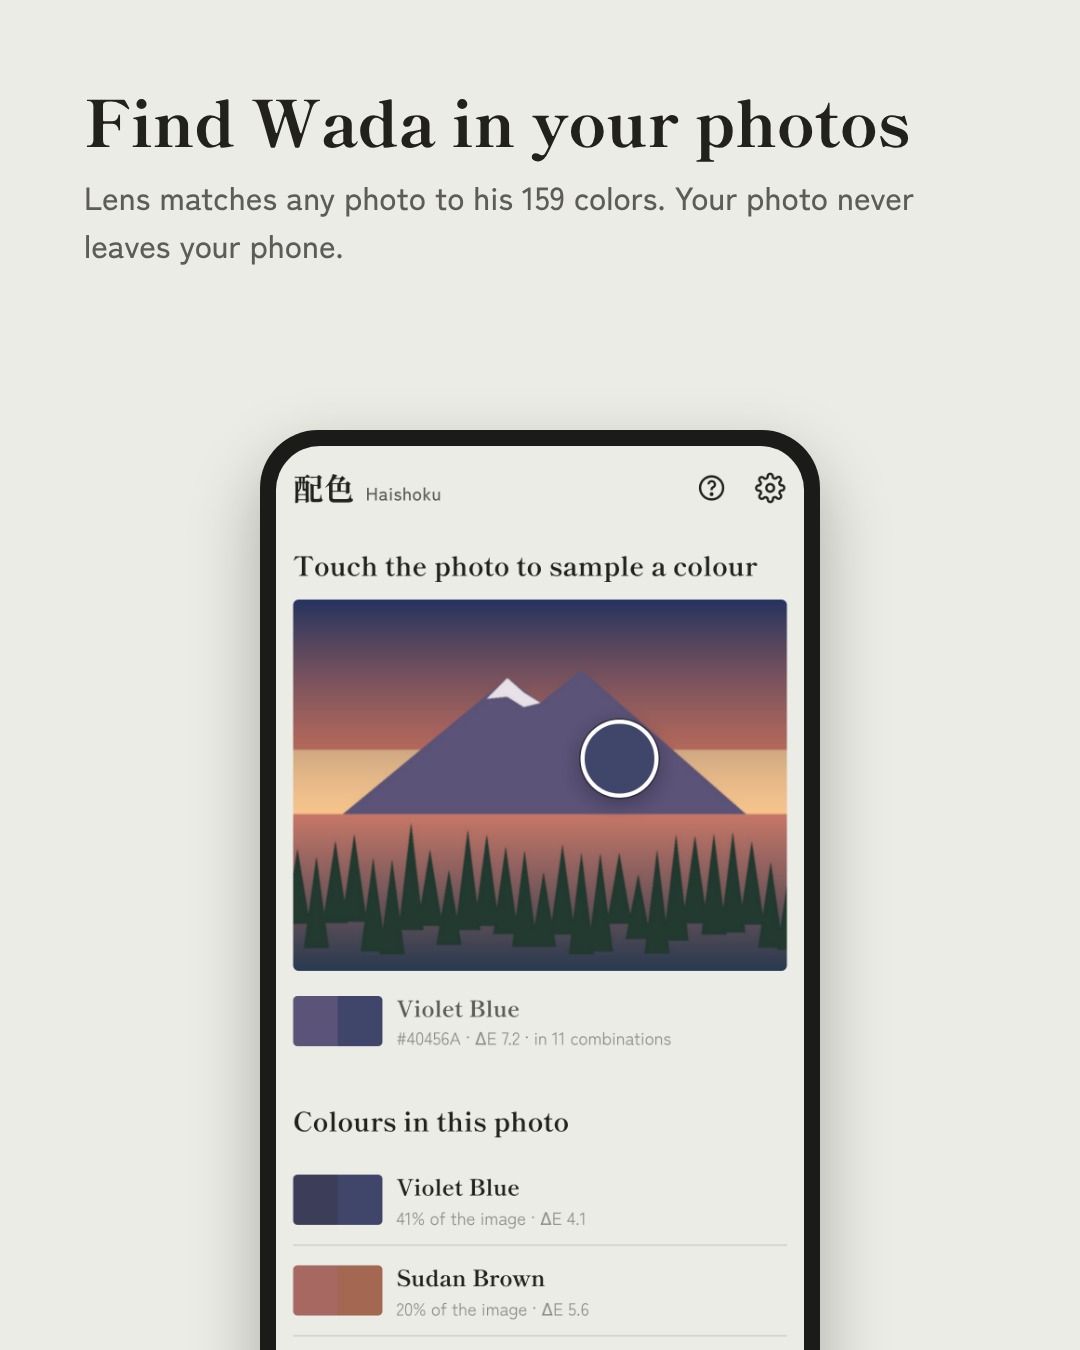 Find Wada in your photos
Lens matches any photo to his 159 colors. Your photo never
leaves your phone.
配色 Haishoku
Touch the photo to sample a colour
Violet Blue
#40456A · ΔE 7.2 · in 11 combinations
Colours in this photo
Violet Blue
41% of the image · ΔE 4.1
Sudan Brown
20% of the image · ΔE 5.6